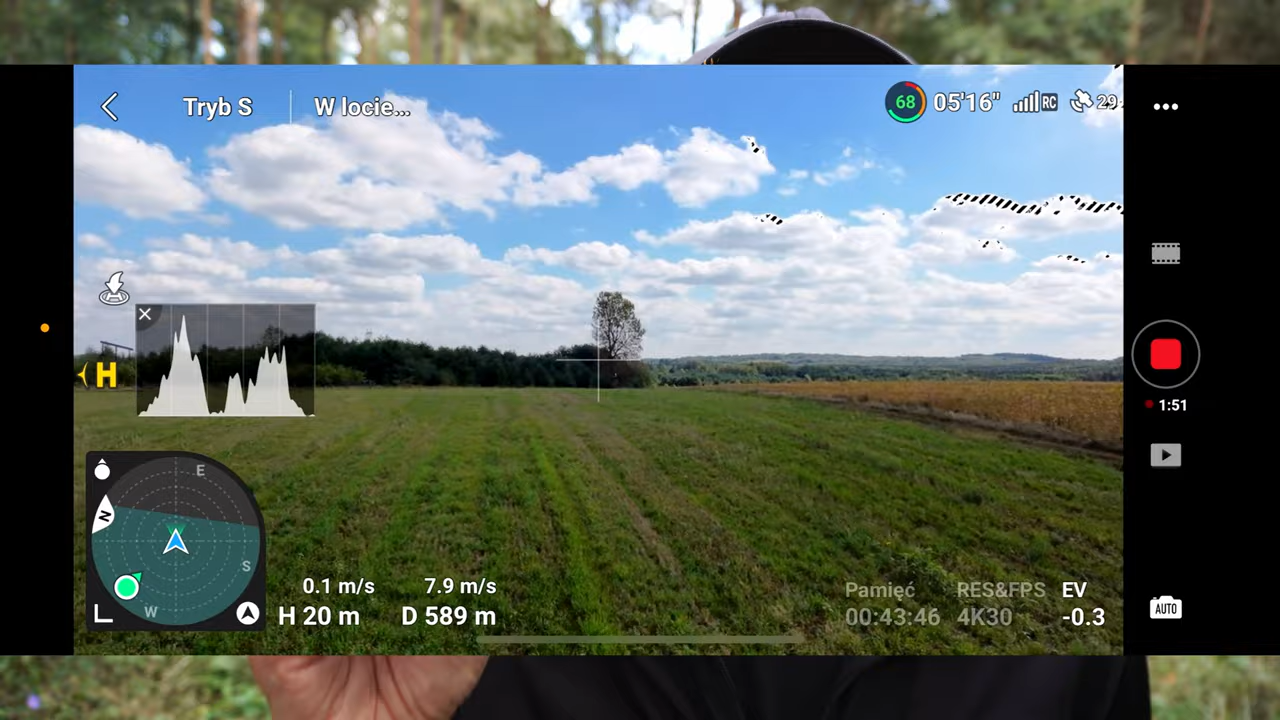 Tryb S
W locie...
68
05'16"
RC
29
H
1:51
E
N
S
W
0.1 m/s
7.9 m/s
H 20 m
D 589 m
Pamięć
00:43:46
RES&FPS
4K30
EV
-0.3
AUTO